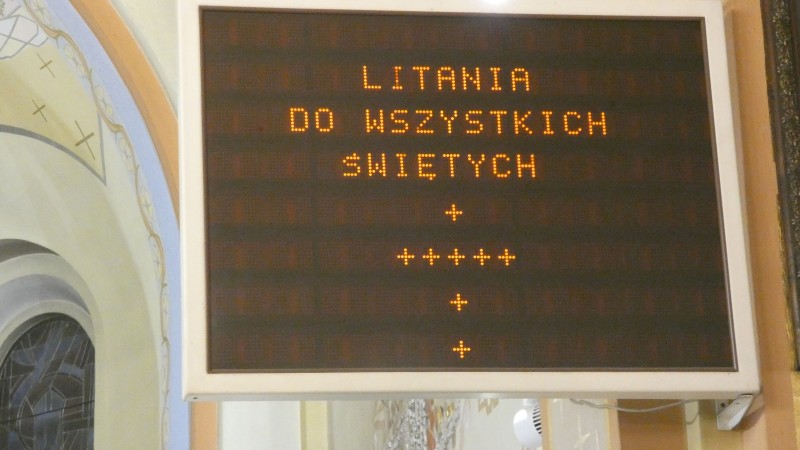 LITANIA
DO WSZYSTKICH
ŚWIĘTYCH
+
+++++
+
+